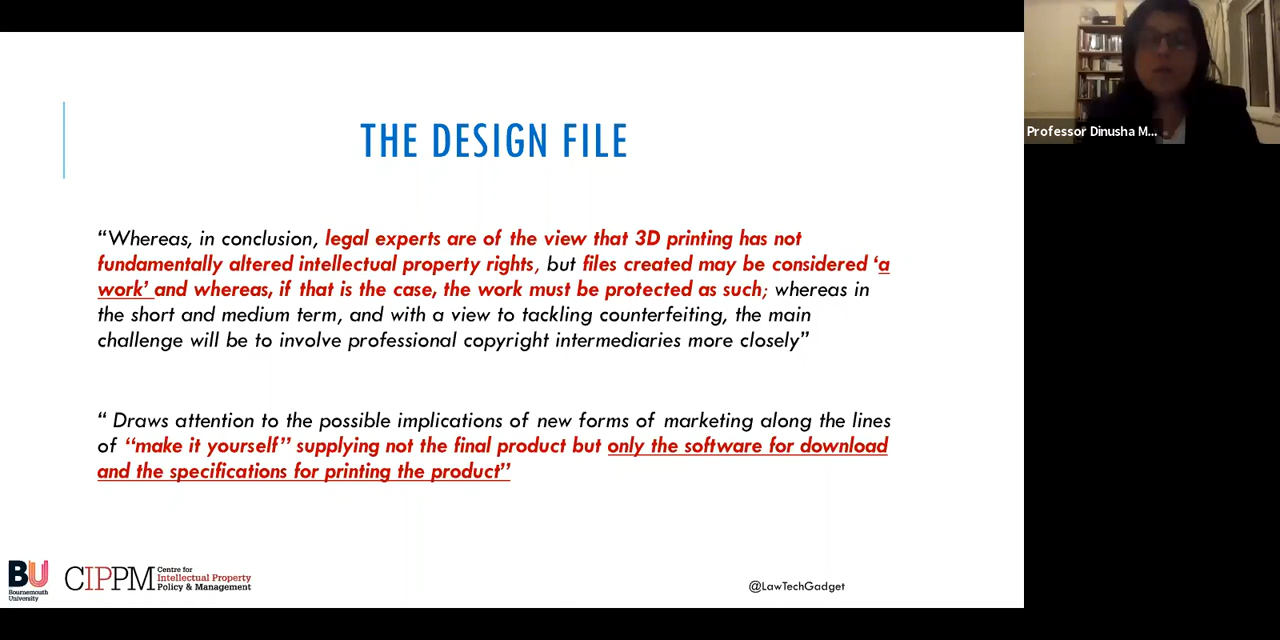 THE DESIGN FILE
“Whereas, in conclusion, legal experts are of the view that 3D printing has not
fundamentally altered intellectual property rights, but files created may be considered ‘a
work’ and whereas, if that is the case, the work must be protected as such; whereas in
the short and medium term, and with a view to tackling counterfeiting, the main
challenge will be to involve professional copyright intermediaries more closely”
“ Draws attention to the possible implications of new forms of marketing along the lines
of “make it yourself” supplying not the final product but only the software for download
and the specifications for printing the product”
BU
Bournemouth
University
CIPPM
Centre for
Intellectual Property
Policy & Management
@LawTechGadget
Professor Dinusha M...